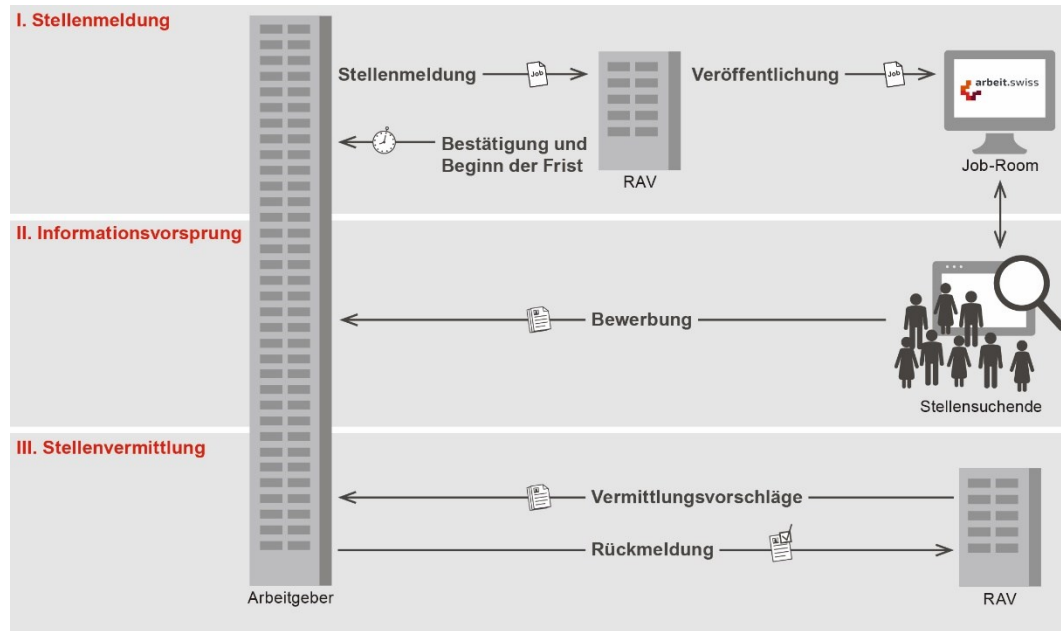 I. Stellenmeldung
Stellenmeldung
Job
Veröffentlichung
Job
arbeit.swiss
Bestätigung und
Beginn der Frist
RAV
Job-Room
II. Informationsvorsprung
Bewerbung
Stellensuchende
III. Stellenvermittlung
Vermittlungsvorschläge
Rückmeldung
Arbeitgeber
RAV